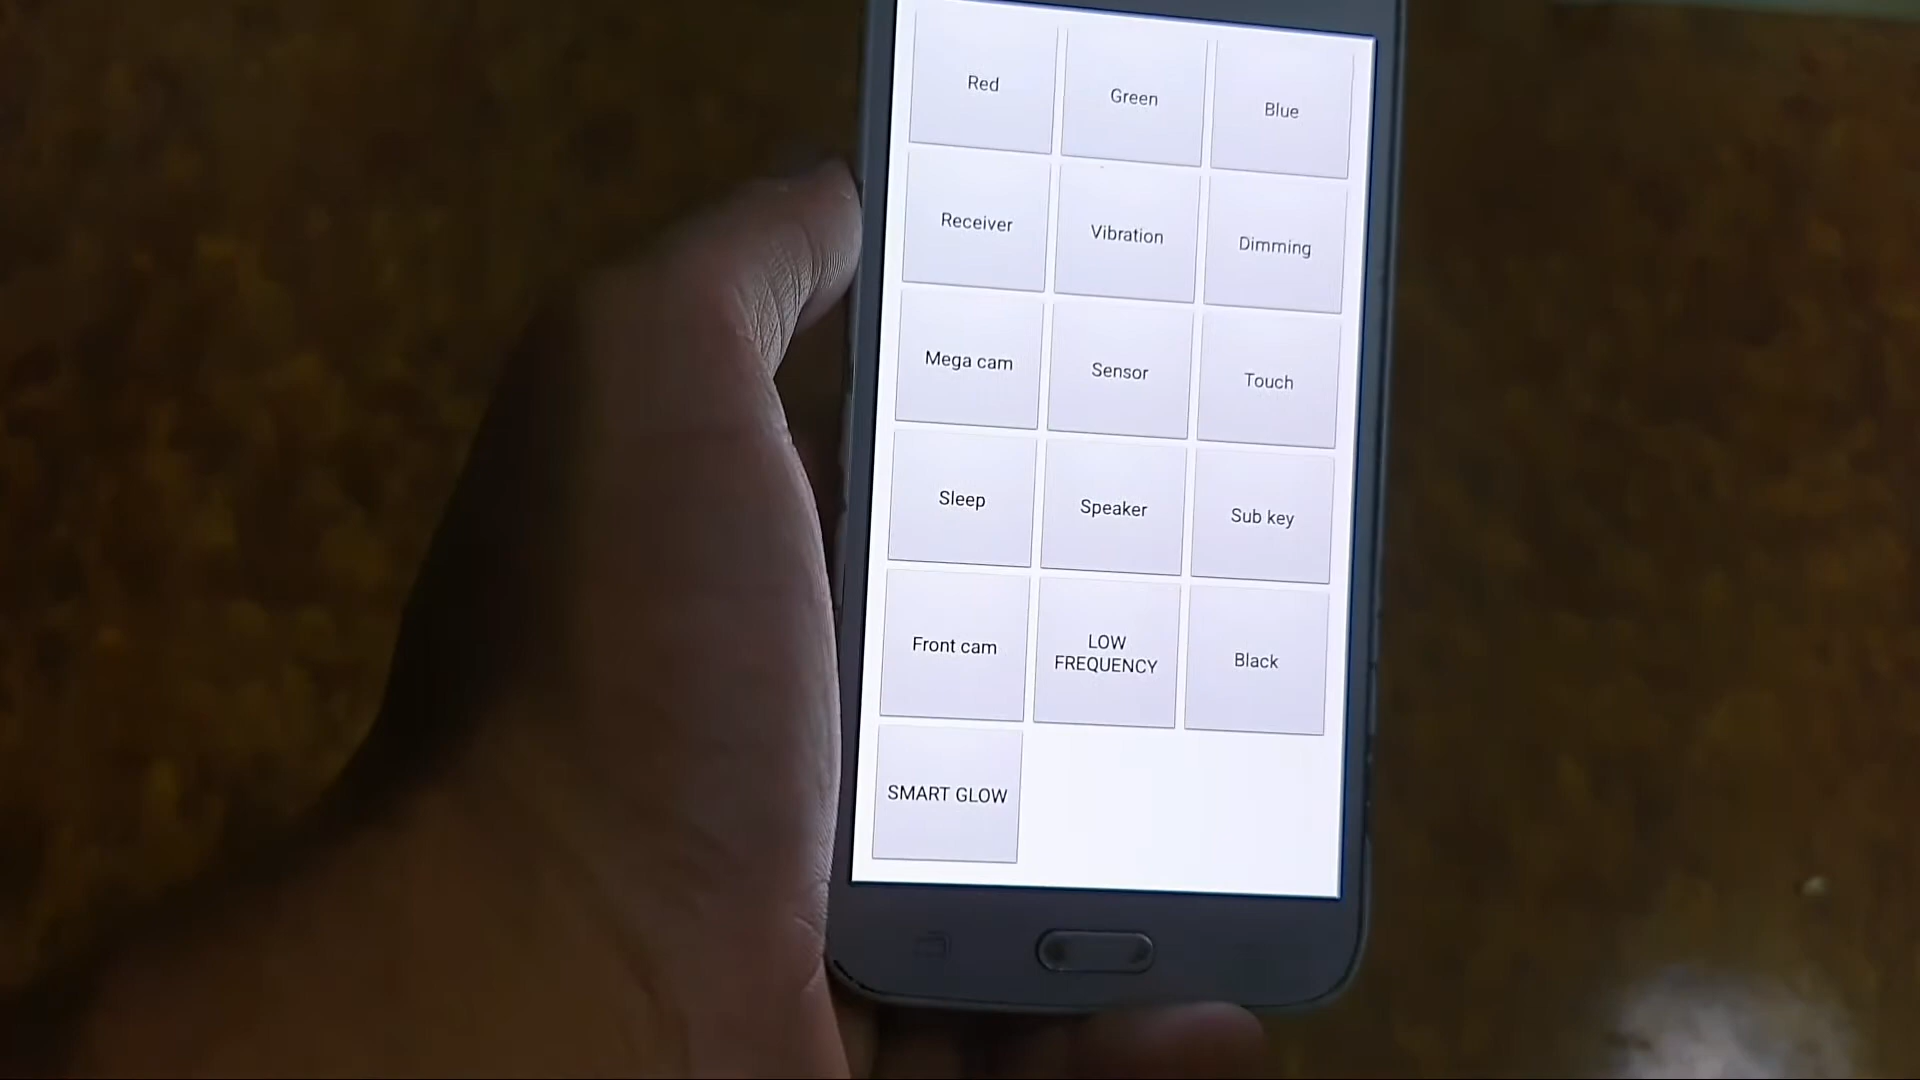 Red
Green
Blue
Receiver
Vibration
Dimming
Mega cam
Sensor
Touch
Sleep
Speaker
Sub key
Front cam
LOW
FREQUENCY
Black
SMART GLOW